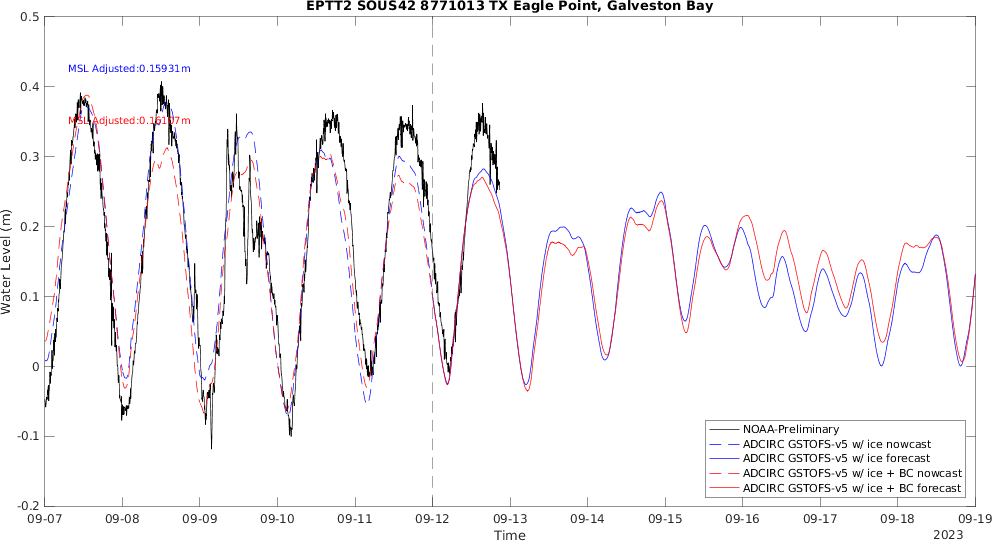 EPTT2 SOUS42 8771013 TX Eagle Point, Galveston Bay
0.5
MSL Adjusted:0.15931m
0.4
MSL Adjusted:0.16107m
0.3
0.2
0.1
0
-0.1
-0.2
Water Level (m)
NOAA-Preliminary
ADCIRC GSTOFS-v5 w/ ice nowcast
ADCIRC GSTOFS-v5 w/ ice forecast
ADCIRC GSTOFS-v5 w/ ice + BC nowcast
ADCIRC GSTOFS-v5 w/ ice + BC forecast
09-07 09-08 09-09 09-10 09-11 09-12 09-13 09-14 09-15 09-16 09-17 09-18 09-19
Time
2023